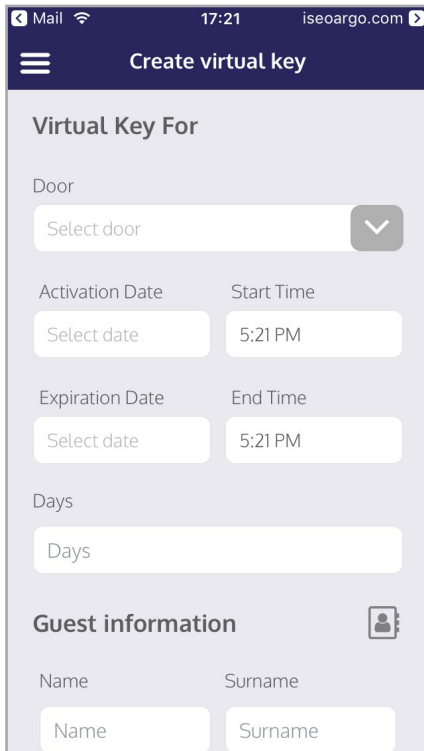 Mail 17:21 iseoargo.com
Create virtual key
Virtual Key For
Door
Select door
Activation Date Start Time
Select date 5:21 PM
Expiration Date End Time
Select date 5:21 PM
Days
Days
Guest information
Name Surname
Name Surname